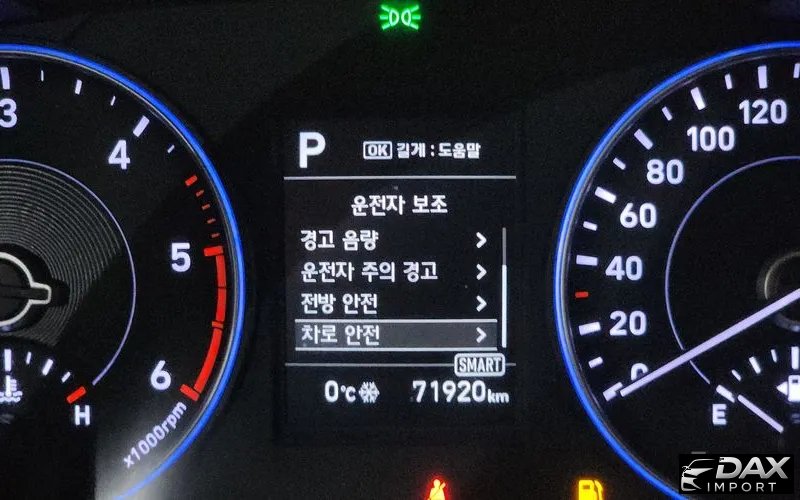 P
OK 길게 : 도움말
운전자 보조
경고 음량
운전자 주의 경고
전방 안전
차로 안전
SMART
0°C
71920km
3
4
5
6
x1000rpm
H
0
20
40
60
80
100
120
E
DAX
IMPORT